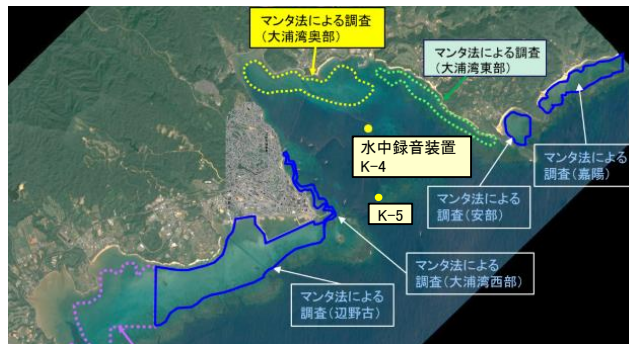 マンタ法による調査
(大浦湾奥部)
マンタ法による調査
(大浦湾東部)
水中録音装置
K-4
K-5
マンタ法による
調査(嘉陽)
マンタ法による
調査(安部)
マンタ法による
調査(大浦湾西部)
マンタ法による
調査(辺野古)